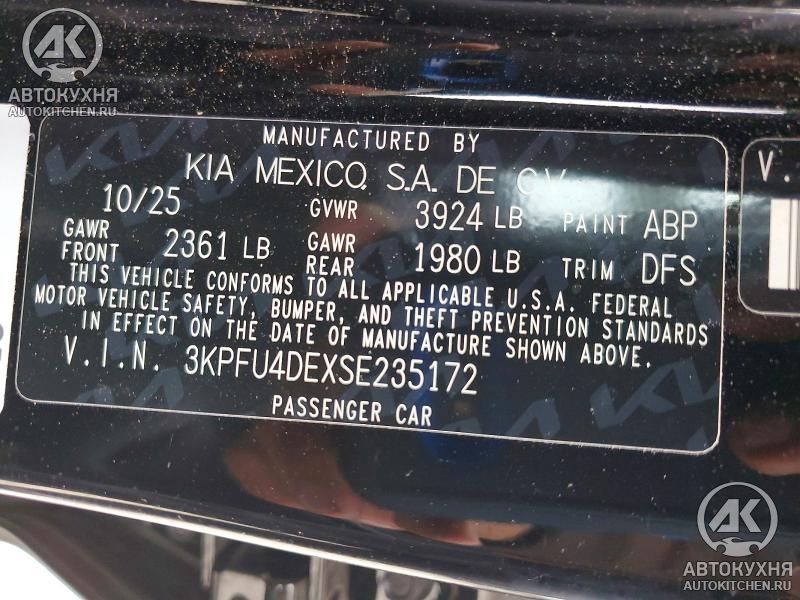 АВТОКУХНЯ
AUTOKITCHEN.RU
MANUFACTURED BY
KIA MEXICO, S.A. DE C.V.
10/25 GVWR 3924 LB PAINT ABP
GAWR FRONT 2361 LB GAWR REAR 1980 LB TRIM DFS
THIS VEHICLE CONFORMS TO ALL APPLICABLE U.S.A. FEDERAL
MOTOR VEHICLE SAFETY, BUMPER, AND THEFT PREVENTION STANDARDS
IN EFFECT ON THE DATE OF MANUFACTURE SHOWN ABOVE.
V.I.N. 3KPFU4DEXSE235172
PASSENGER CAR
V.
АВТОКУХНЯ
AUTOKITCHEN.RU